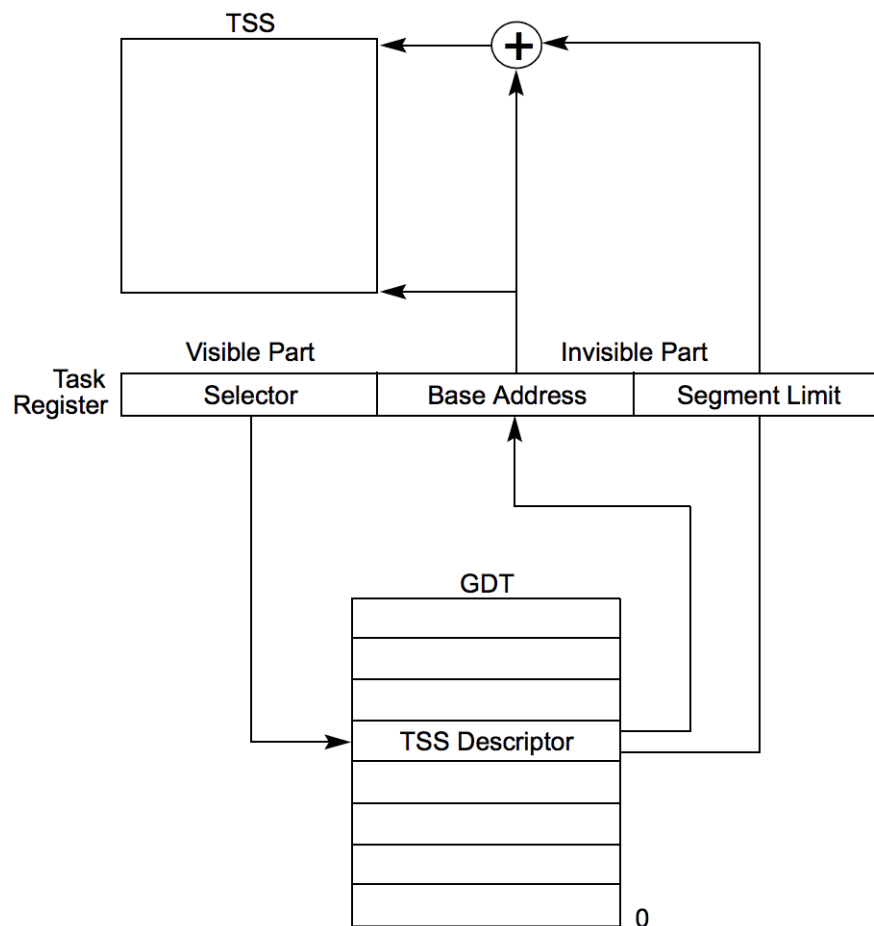 TSS
+
Visible Part
Invisible Part
Task
Register
Selector
Base Address
Segment Limit
GDT
TSS Descriptor
0